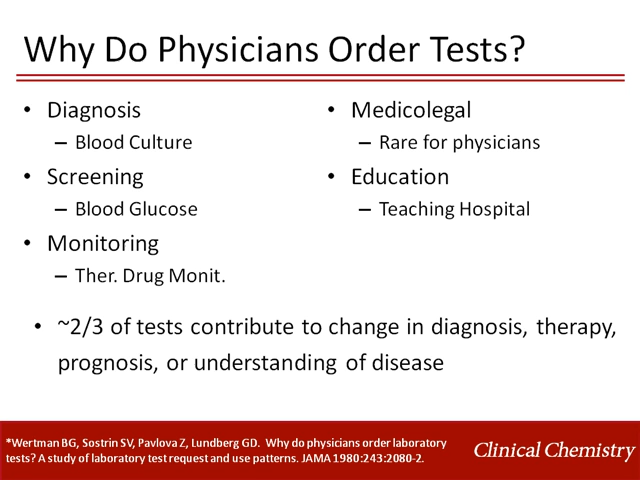 Why Do Physicians Order Tests?
• Diagnosis
– Blood Culture
• Screening
– Blood Glucose
• Monitoring
– Ther. Drug Monit.
• Medicolegal
– Rare for physicians
• Education
– Teaching Hospital
• ~2/3 of tests contribute to change in diagnosis, therapy,
prognosis, or understanding of disease
*Wertman BG, Sostrin SV, Pavlova Z, Lundberg GD. Why do physicians order laboratory
tests? A study of laboratory test request and use patterns. JAMA 1980:243:2080-2.
Clinical Chemistry